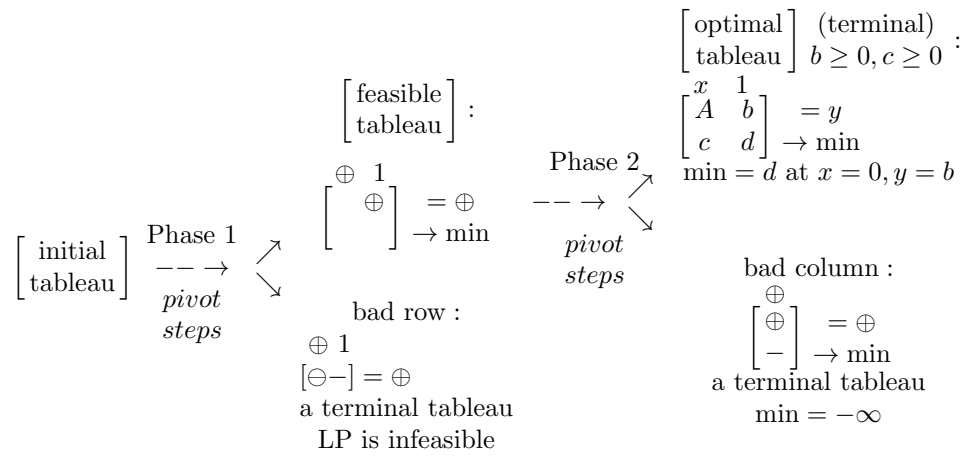 [initial tableau]
Phase 1
−− →
pivot
steps
↗
↘
[feasible tableau] :
⊕ 1
[ ⊕ ] = ⊕
→ min
bad row :
⊕ 1
[⊖−] = ⊕
a terminal tableau
LP is infeasible
Phase 2
−− →
pivot
steps
↗
↘
[optimal tableau] (terminal)
b ≥ 0, c ≥ 0 :
x 1
[A b] = y
[c d] → min
min = d at x = 0, y = b
bad column :
⊕
[⊕] = ⊕
[−] → min
a terminal tableau
min = −∞